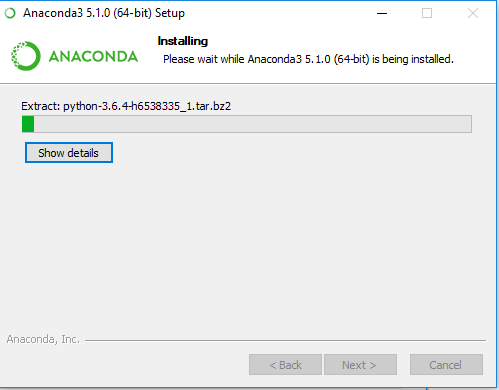 Anaconda3 5.1.0 (64-bit) Setup
ANACONDA
Installing
Please wait while Anaconda3 5.1.0 (64-bit) is being installed.
Extract: python-3.6.4-h6538335_1.tar.bz2
Show details
Anaconda, Inc.
< Back
Next >
Cancel